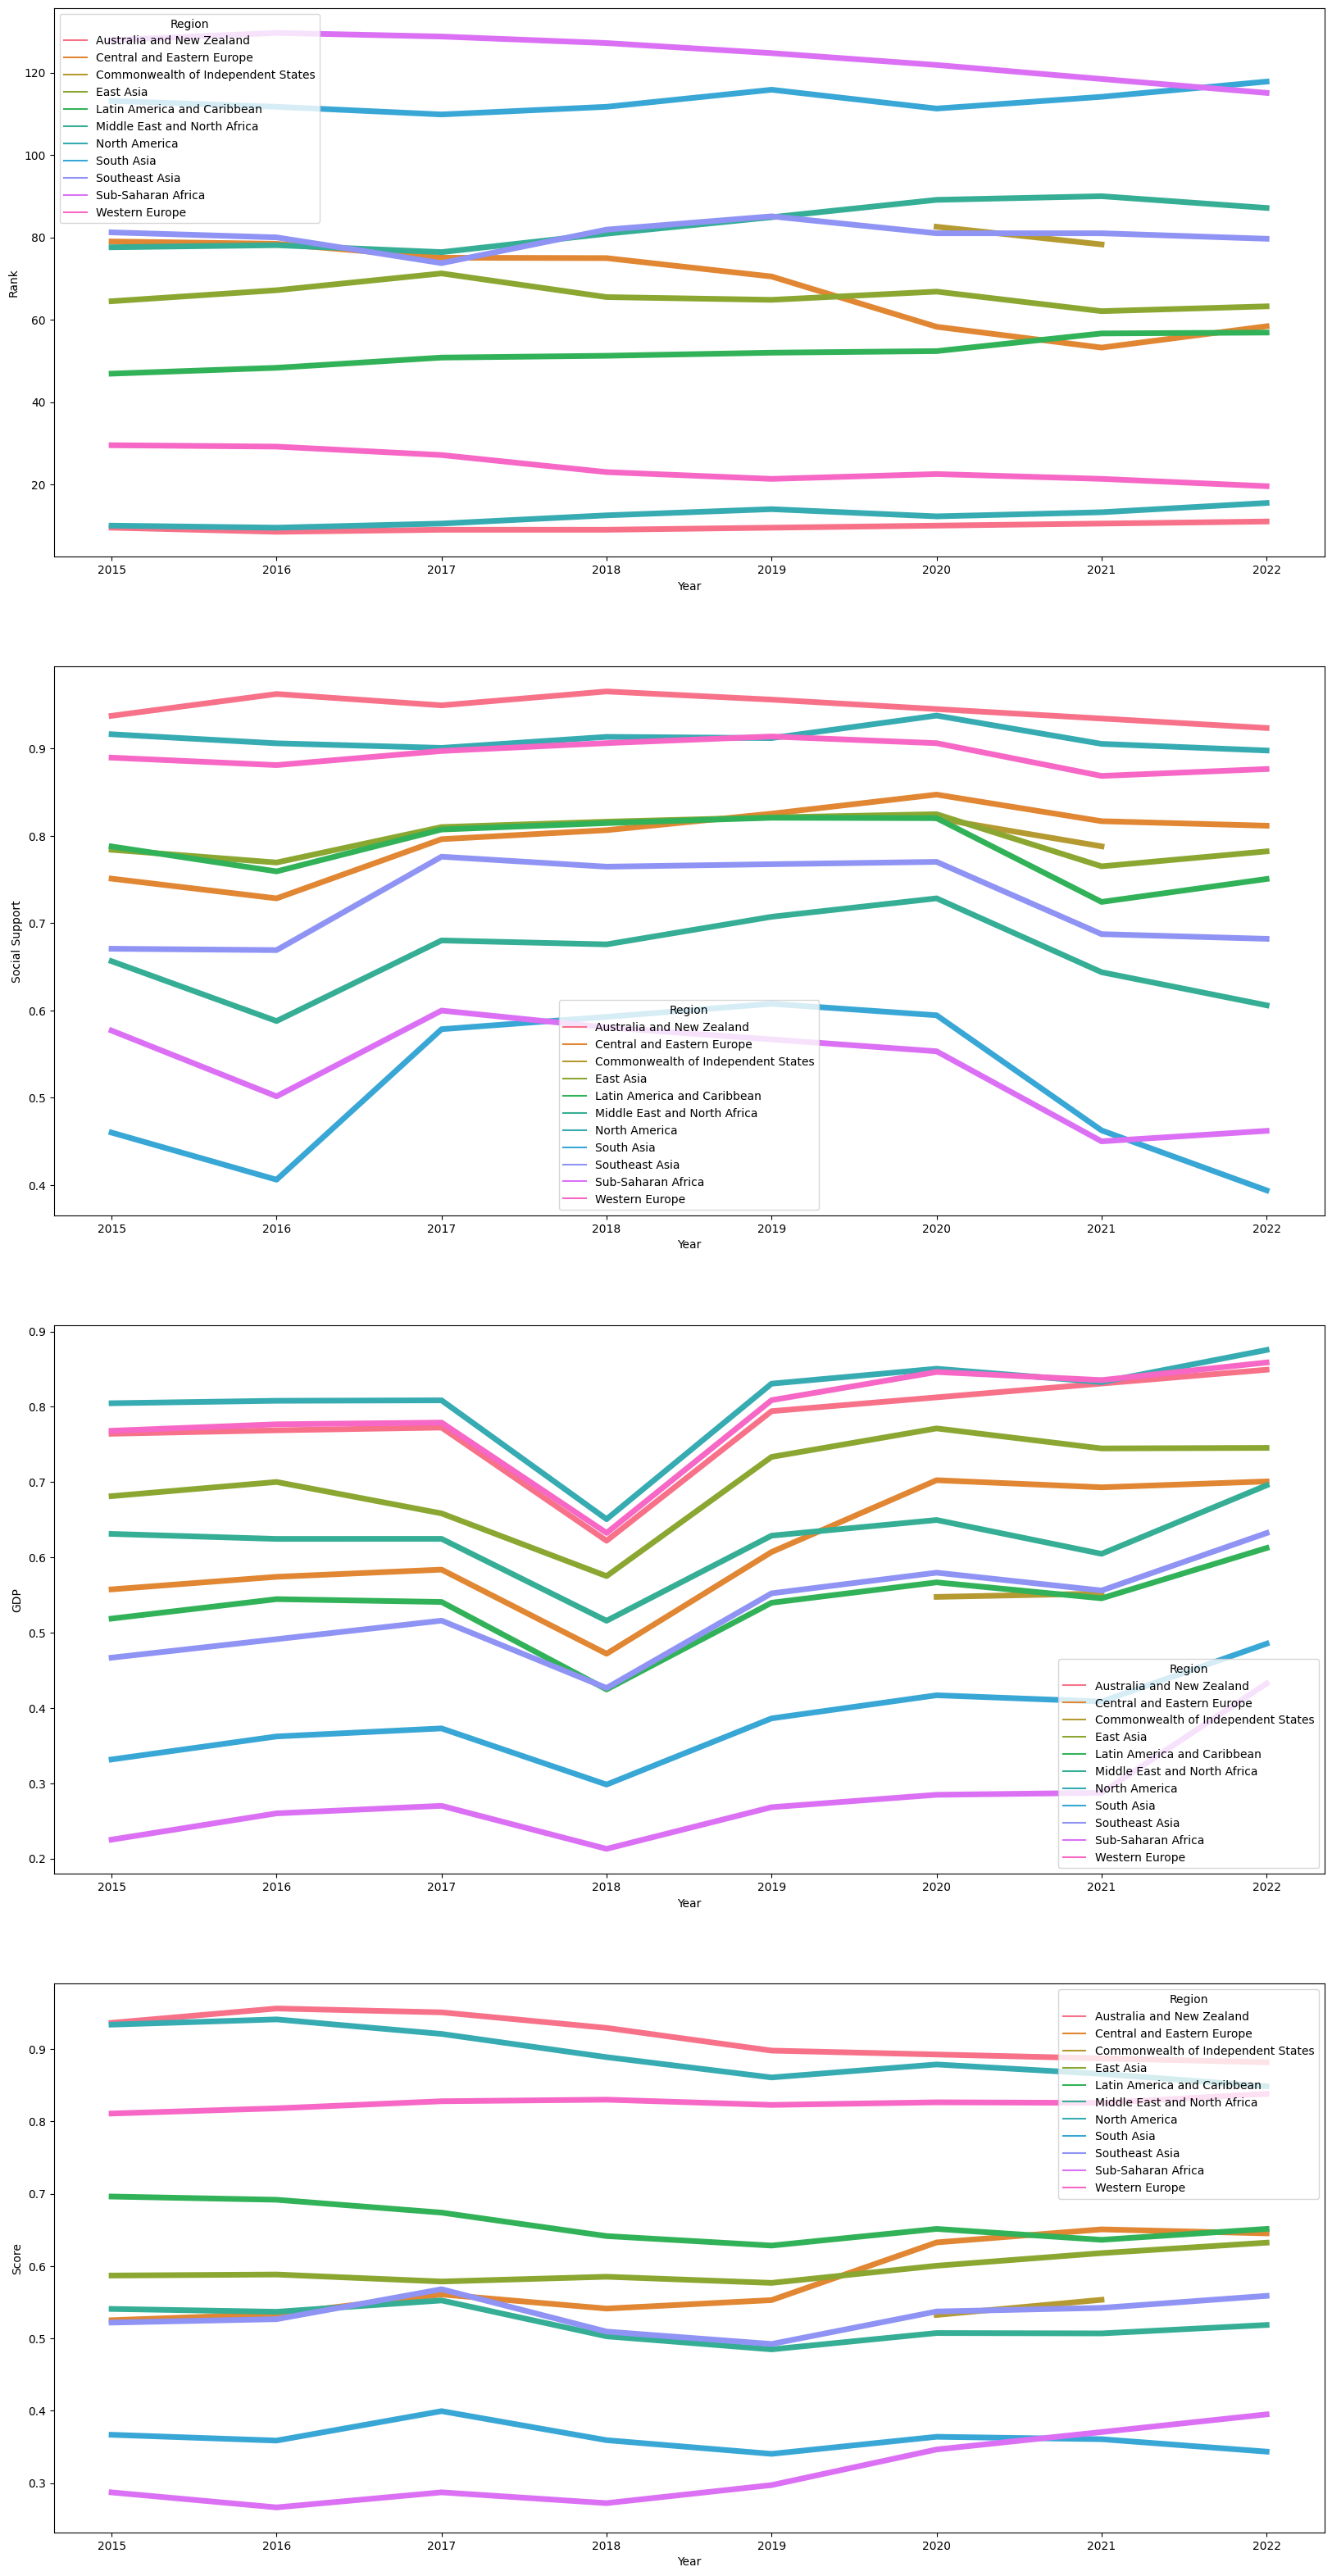 Region
Australia and New Zealand
Central and Eastern Europe
Commonwealth of Independent States
East Asia
Latin America and Caribbean
Middle East and North Africa
North America
South Asia
Southeast Asia
Sub-Saharan Africa
Western Europe
120
100
80
60
40
20
Rank
2015 2016 2017 2018 2019 2020 2021 2022
Year
0.9
0.8
0.7
0.6
0.5
0.4
Social Support
Region
Australia and New Zealand
Central and Eastern Europe
Commonwealth of Independent States
East Asia
Latin America and Caribbean
Middle East and North Africa
North America
South Asia
Southeast Asia
Sub-Saharan Africa
Western Europe
2015 2016 2017 2018 2019 2020 2021 2022
Year
0.9
0.8
0.7
0.6
0.5
0.4
0.3
0.2
GDP
Region
Australia and New Zealand
Central and Eastern Europe
Commonwealth of Independent States
East Asia
Latin America and Caribbean
Middle East and North Africa
North America
South Asia
Southeast Asia
Sub-Saharan Africa
Western Europe
2015 2016 2017 2018 2019 2020 2021 2022
Year
Region
Australia and New Zealand
Central and Eastern Europe
Commonwealth of Independent States
East Asia
Latin America and Caribbean
Middle East and North Africa
North America
South Asia
Southeast Asia
Sub-Saharan Africa
Western Europe
0.9
0.8
0.7
0.6
0.5
0.4
0.3
Score
2015 2016 2017 2018 2019 2020 2021 2022
Year